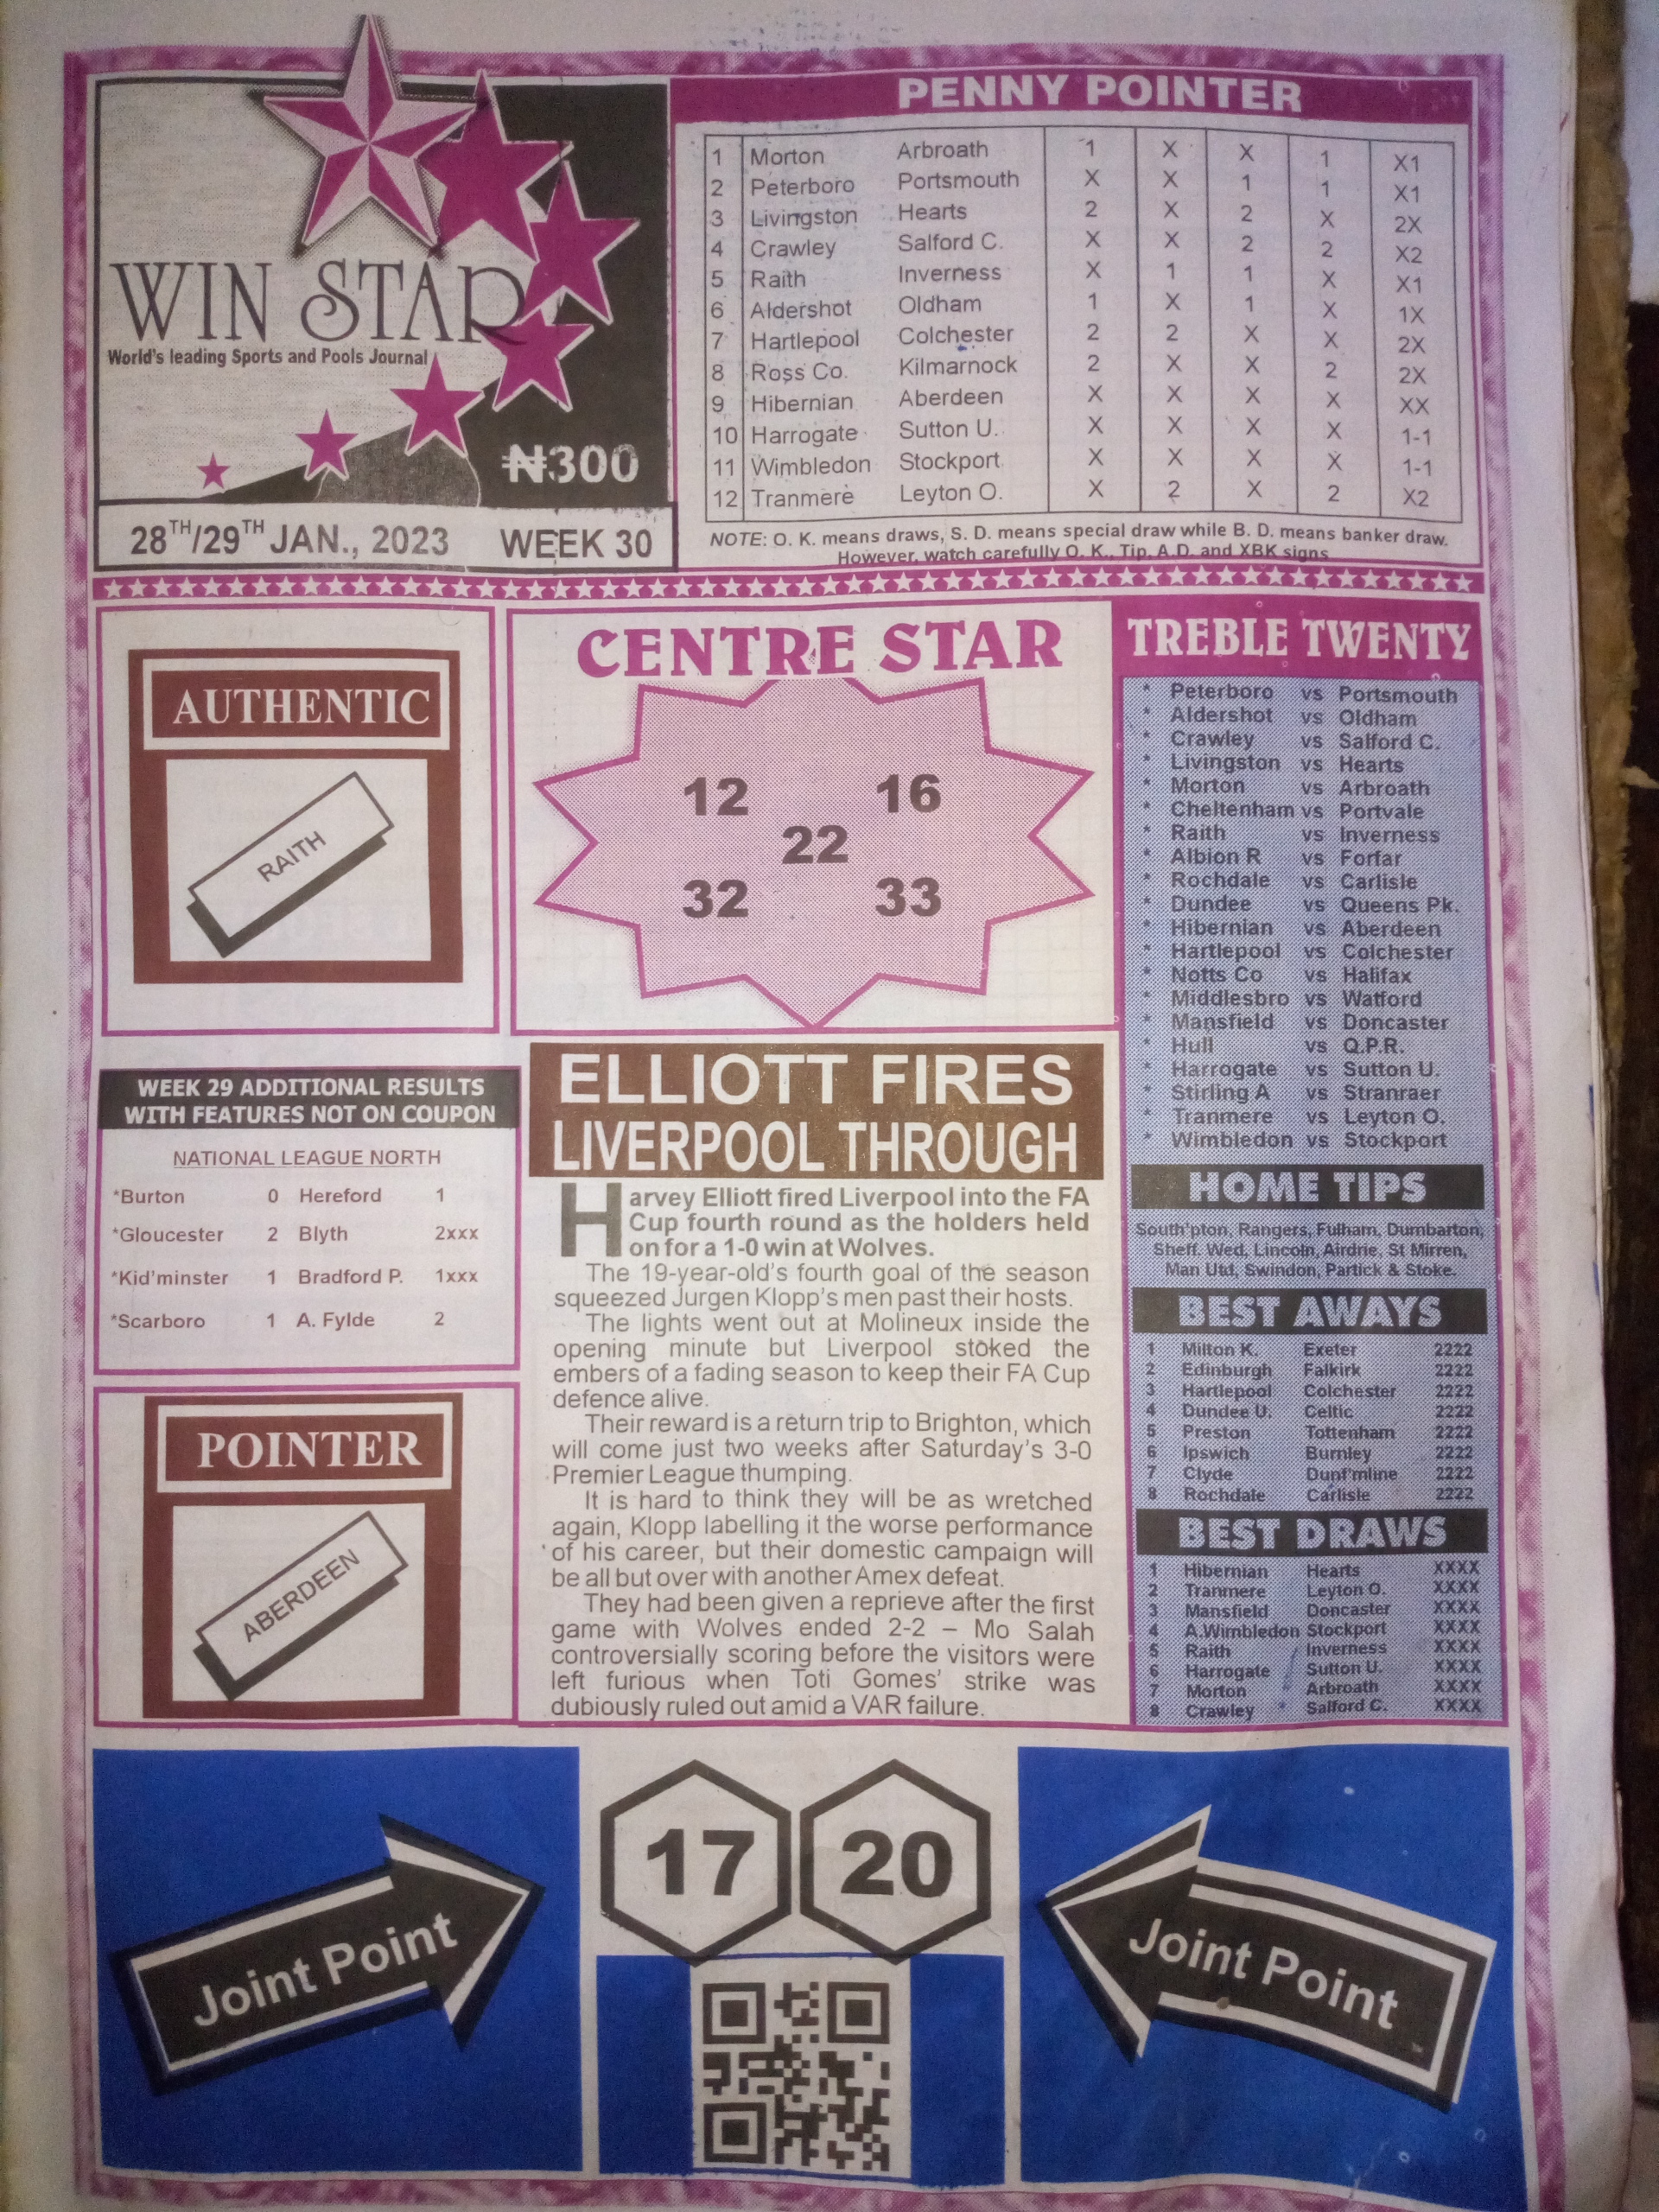 WIN STAR
World's leading Sports and Pools Journal
₦300
28TH/29TH JAN., 2023 WEEK 30
PENNY POINTER
1 Morton Arbroath 1 X X 1 X1
2 Peterboro Portsmouth X X 1 1 X1
3 Livingston Hearts 2 X 2 X 2X
4 Crawley Salford C. X X 2 2 X2
5 Raith Inverness X 1 1 X X1
6 Aldershot Oldham 1 X 1 X 1X
7 Hartlepool Colchester 2 2 X X 2X
8 Ross Co. Kilmarnock 2 X X 2 2X
9 Hibernian Aberdeen X X X X XX
10 Harrogate Sutton U. X X X X 1-1
11 Wimbledon Stockport X X X X 1-1
12 Tranmere Leyton O. X 2 X 2 X2
NOTE: O. K. means draws, S. D. means special draw while B. D. means banker draw.
However, watch carefully O. K., Tip, A.D. and XBK signs
AUTHENTIC
RAITH
CENTRE STAR
12 16
22
32 33
TREBLE TWENTY
* Peterboro vs Portsmouth
* Aldershot vs Oldham
* Crawley vs Salford C.
* Livingston vs Hearts
* Morton vs Arbroath
* Cheltenham vs Portvale
* Raith vs Inverness
* Albion R vs Forfar
* Rochdale vs Carlisle
* Dundee vs Queens Pk.
* Hibernian vs Aberdeen
* Hartlepool vs Colchester
* Notts Co vs Halifax
* Middlesbro vs Watford
* Mansfield vs Doncaster
* Hull vs Q.P.R.
* Harrogate vs Sutton U.
* Stirling A vs Stranraer
* Tranmere vs Leyton O.
* Wimbledon vs Stockport
WEEK 29 ADDITIONAL RESULTS
WITH FEATURES NOT ON COUPON
NATIONAL LEAGUE NORTH
*Burton 0 Hereford 1
*Gloucester 2 Blyth 2xxx
*Kid'minster 1 Bradford P. 1xxx
*Scarboro 1 A. Fylde 2
POINTER
ABERDEEN
ELLIOTT FIRES
LIVERPOOL THROUGH
Harvey Elliott fired Liverpool into the FA
Cup fourth round as the holders held
on for a 1-0 win at Wolves.
The 19-year-old's fourth goal of the season
squeezed Jurgen Klopp's men past their hosts.
The lights went out at Molineux inside the
opening minute but Liverpool stoked the
embers of a fading season to keep their FA Cup
defence alive.
Their reward is a return trip to Brighton, which
will come just two weeks after Saturday's 3-0
Premier League thumping.
It is hard to think they will be as wretched
again, Klopp labelling it the worse performance
of his career, but their domestic campaign will
be all but over with another Amex defeat.
They had been given a reprieve after the first
game with Wolves ended 2-2 – Mo Salah
controversially scoring before the visitors were
left furious when Toti Gomes' strike was
dubiously ruled out amid a VAR failure.
HOME TIPS
South'pton, Rangers, Fulham, Dumbarton,
Sheff. Wed, Lincoln, Airdrie, St Mirren,
Man Utd, Swindon, Partick & Stoke.
BEST AWAYS
1 Milton K. Exeter 2222
2 Edinburgh Falkirk 2222
3 Hartlepool Colchester 2222
4 Dundee U. Celtic 2222
5 Preston Tottenham 2222
6 Ipswich Burnley 2222
7 Clyde Dunf'mline 2222
8 Rochdale Carlisle 2222
BEST DRAWS
1 Hibernian Hearts XXXX
2 Tranmere Leyton O. XXXX
3 Mansfield Doncaster XXXX
4 A.Wimbledon Stockport XXXX
5 Raith Inverness XXXX
6 Harrogate Sutton U. XXXX
7 Morton Arbroath XXXX
8 Crawley Salford C. XXXX
Joint Point
17 20
Joint Point